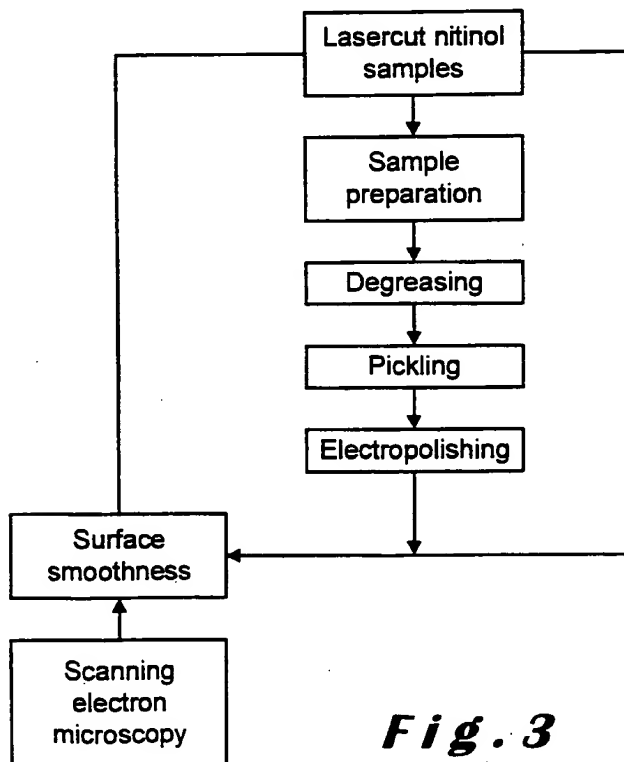 Lasercut nitinol
samples
Sample
preparation
Degreasing
Pickling
Electropolishing
Surface
smoothness
Scanning
electron
microscopy
Fig.3